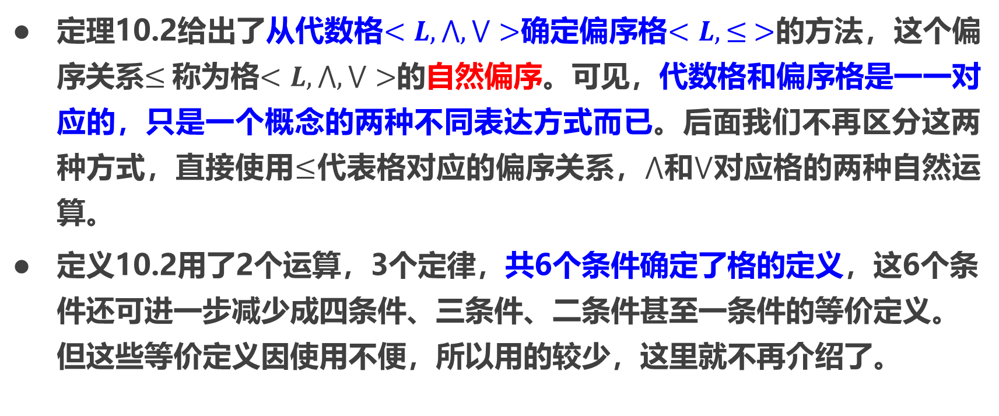 ● 定理10.2给出了从代数格< L,∧,∨ >确定偏序格< L,≤ >的方法，这个偏
序关系≤ 称为格< L,∧,∨ >的自然偏序。可见，代数格和偏序格是一一对
应的，只是一个概念的两种不同表达方式而已。后面我们不再区分这两
种方式，直接使用≤代表格对应的偏序关系，∧和∨对应格的两种自然运
算。
● 定义10.2用了2个运算，3个定律，共6个条件确定了格的定义，这6个条
件还可进一步减少成四条件、三条件、二条件甚至一条件的等价定义。
但这些等价定义因使用不便，所以用的较少，这里就不再介绍了。